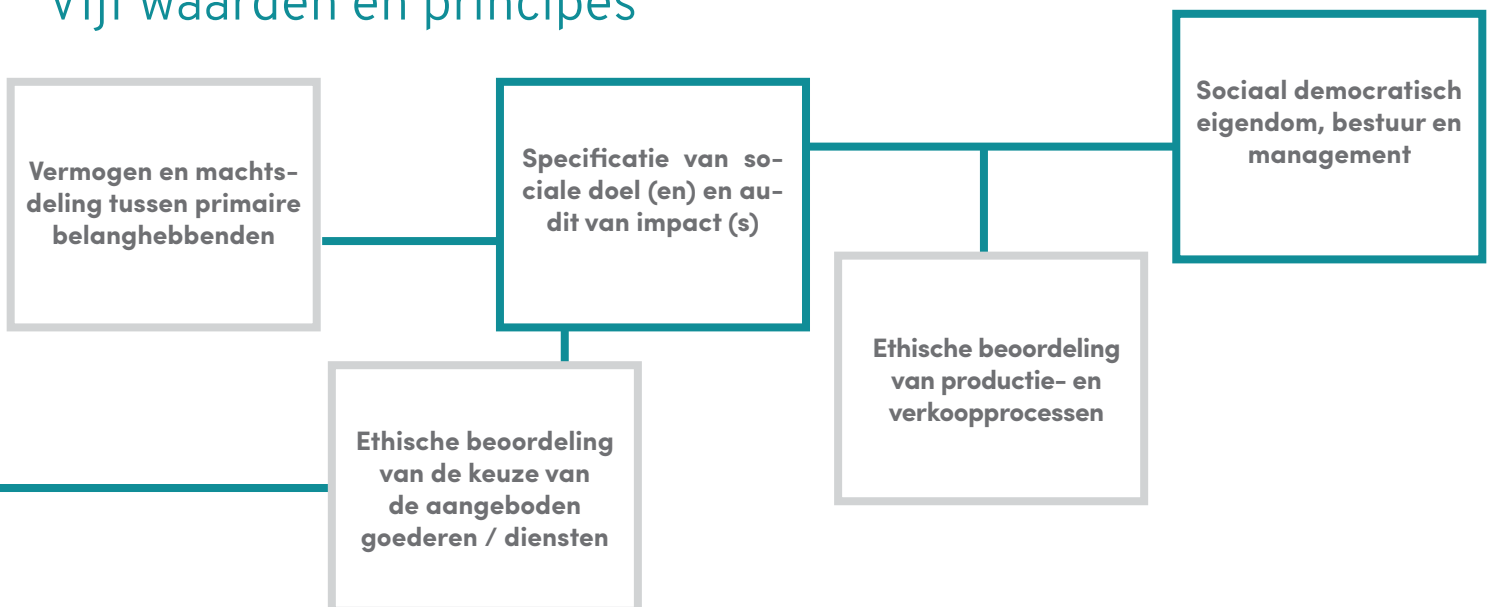 Vijf waarden en principes
Vermogen en machts-
deling tussen primaire
belanghebbenden
Specificatie van so-
ciale doel (en) en au-
dit van impact (s)
Sociaal democratisch
eigendom, bestuur en
management
Ethische beoordeling
van de keuze van
de aangeboden
goederen / diensten
Ethische beoordeling
van productie- en
verkoopprocessen